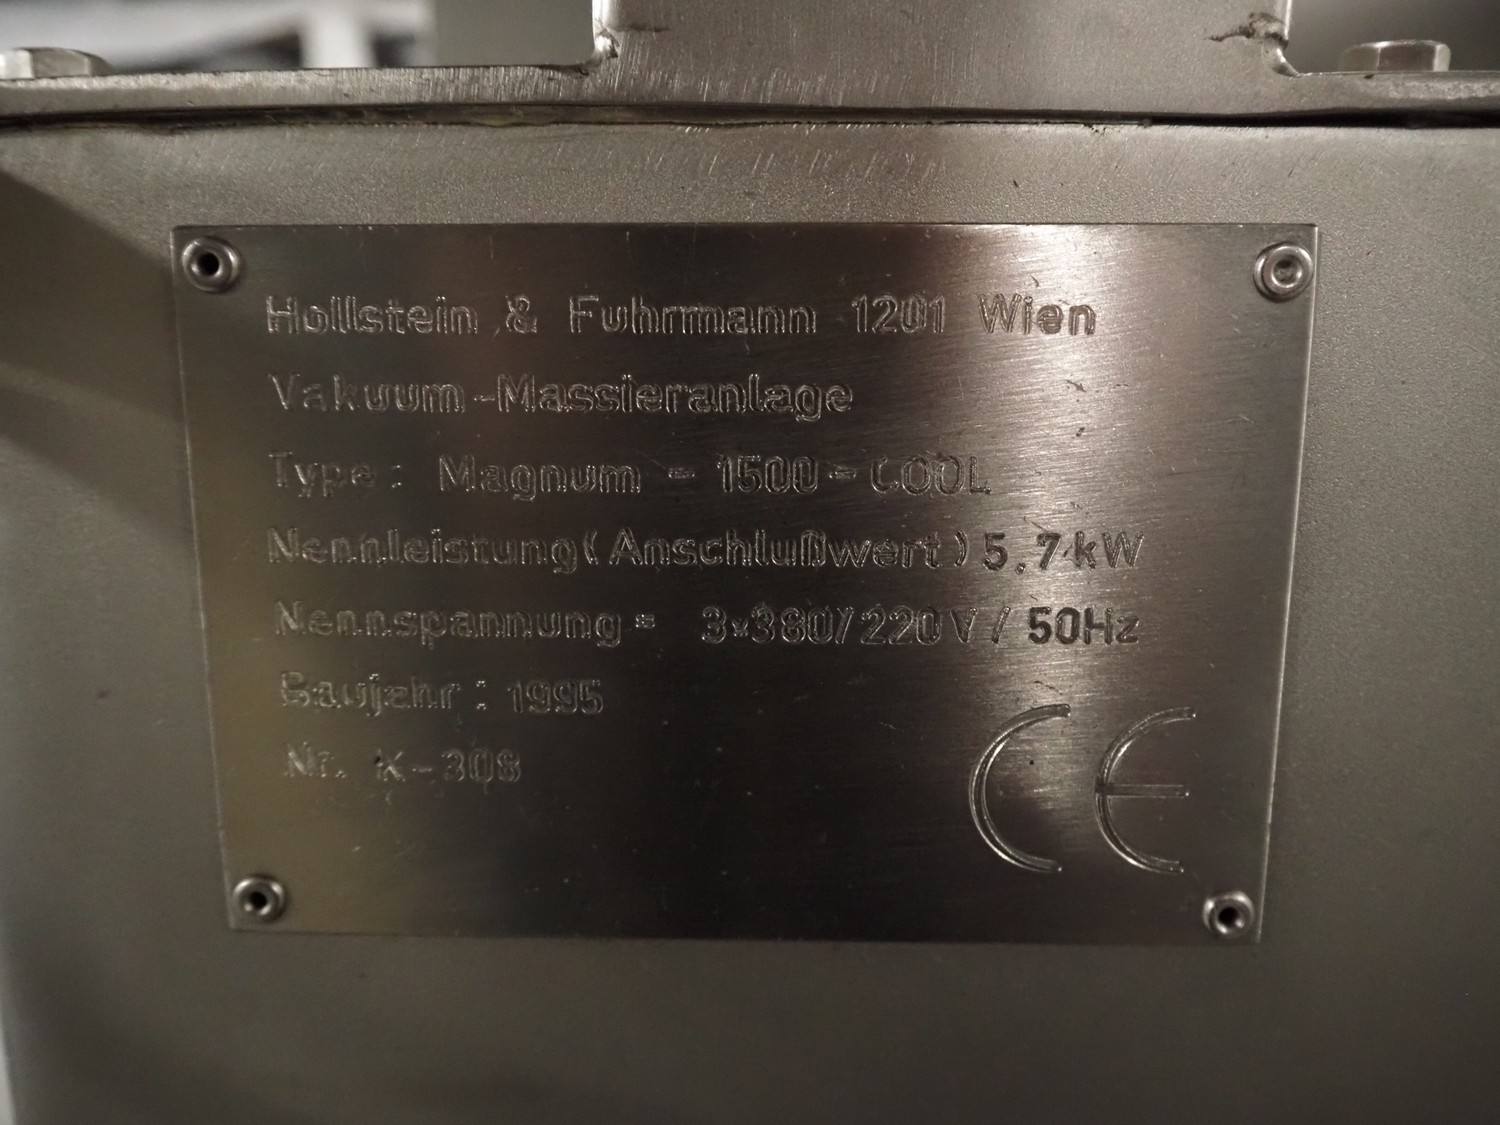 Hollstein & Fuhrmann 1201 Wien
Vakuum-Massieranlage
Type: Magnum - 1500 - COOL
Nennleistung (Anschlußwert) 5.7 kW
Nennspannung = 3x380/220V / 50Hz
Baujahr: 1995
Nr. K-308
CE